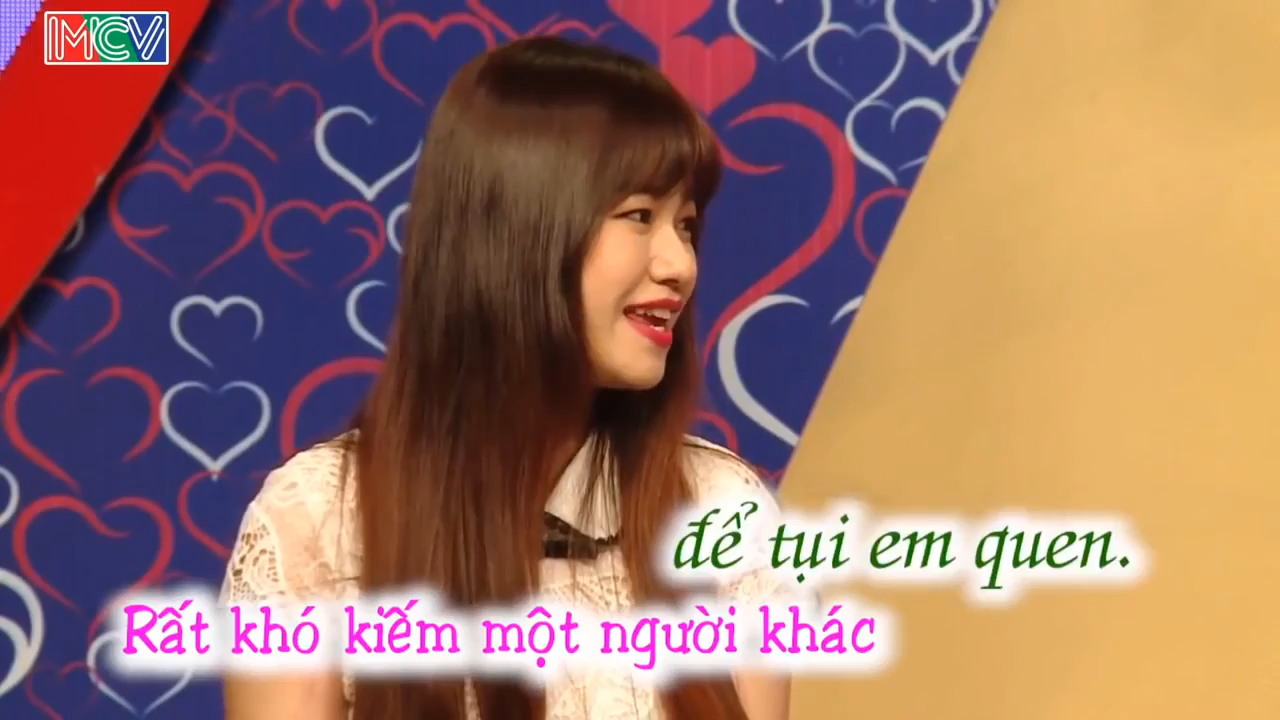 MCV
để tụi em quen.
Rất khó kiếm một người khác